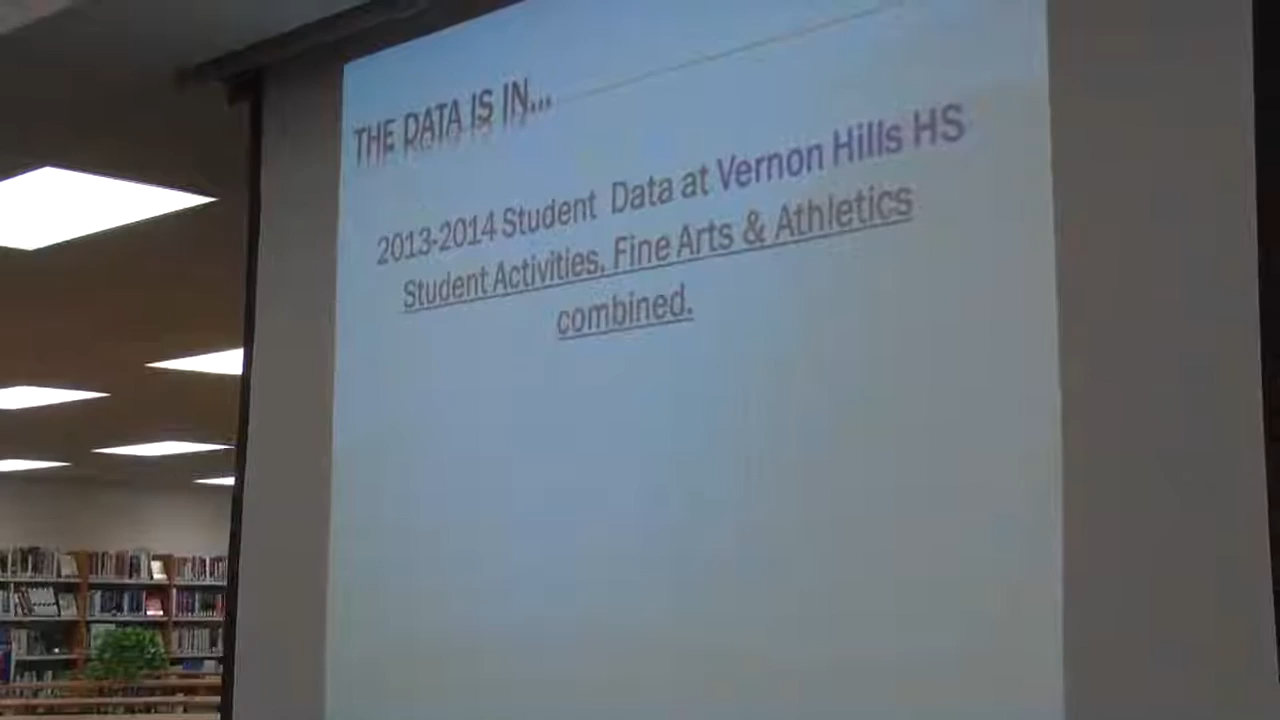 THE DATA IS IN...
2013-2014 Student Data at Vernon Hills HS
Student Activities, Fine Arts & Athletics
combined.